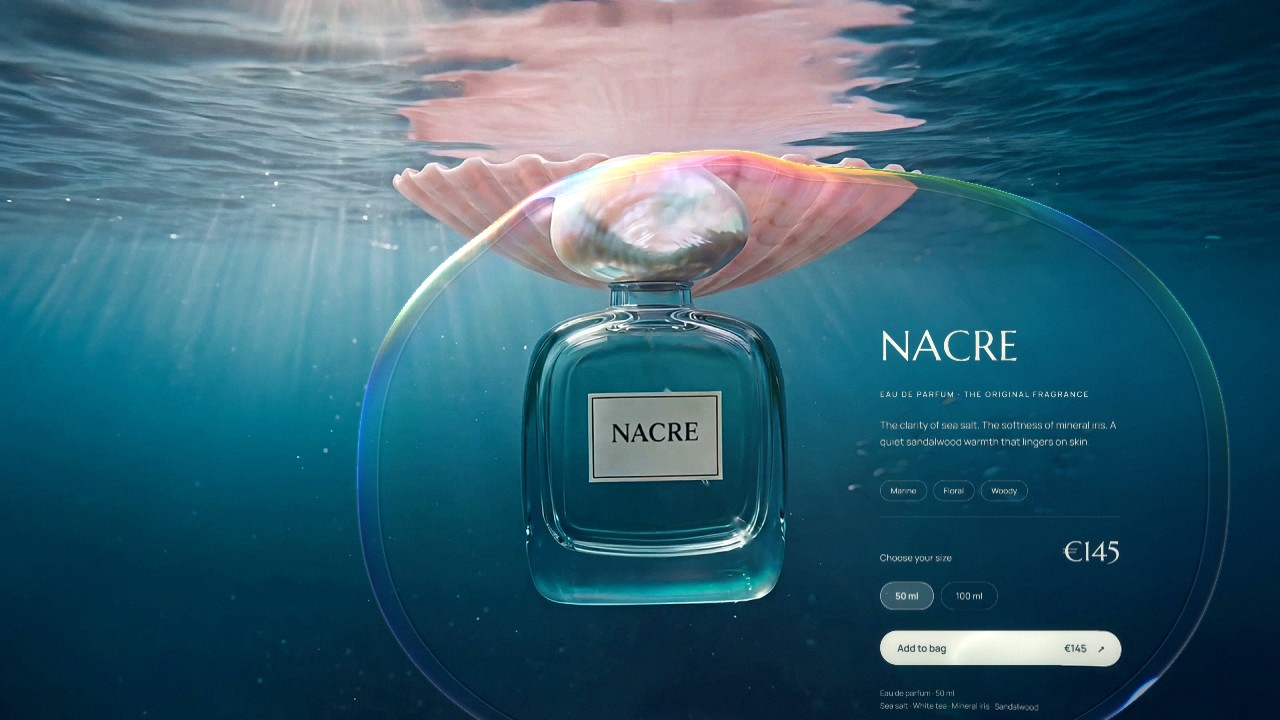 NACRE
NACRE
EAU DE PARFUM · THE ORIGINAL FRAGRANCE
The clarity of sea salt. The softness of mineral iris. A
quiet sandalwood warmth that lingers on skin.
Marine Floral Woody
Choose your size €145
50 ml 100 ml
Add to bag €145 ↗
Eau de parfum · 50 ml
Sea salt · White tea · Mineral iris · Sandalwood